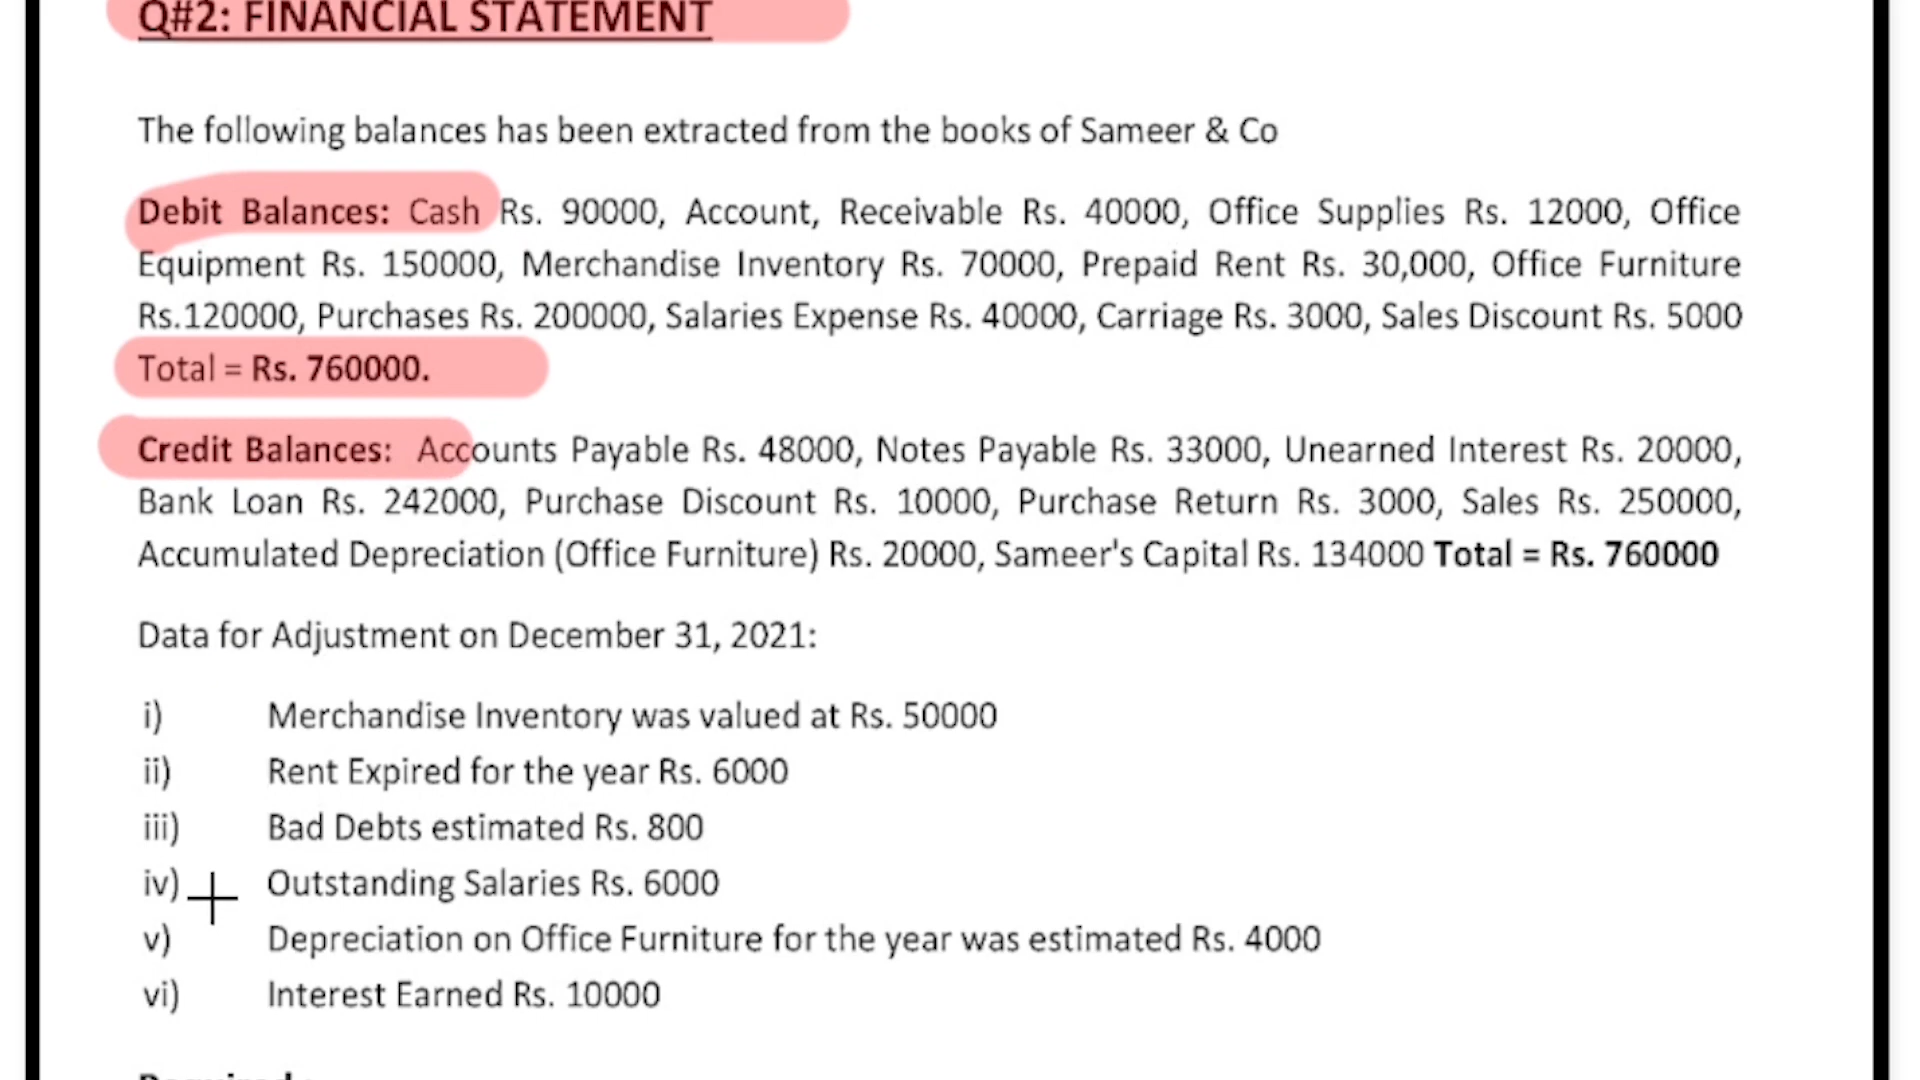 Q#2: FINANCIAL STATEMENT
The following balances has been extracted from the books of Sameer & Co
Debit Balances: Cash Rs. 90000, Account, Receivable Rs. 40000, Office Supplies Rs. 12000, Office
Equipment Rs. 150000, Merchandise Inventory Rs. 70000, Prepaid Rent Rs. 30,000, Office Furniture
Rs.120000, Purchases Rs. 200000, Salaries Expense Rs. 40000, Carriage Rs. 3000, Sales Discount Rs. 5000
Total = Rs. 760000.
Credit Balances: Accounts Payable Rs. 48000, Notes Payable Rs. 33000, Unearned Interest Rs. 20000,
Bank Loan Rs. 242000, Purchase Discount Rs. 10000, Purchase Return Rs. 3000, Sales Rs. 250000,
Accumulated Depreciation (Office Furniture) Rs. 20000, Sameer's Capital Rs. 134000 Total = Rs. 760000
Data for Adjustment on December 31, 2021:
i) Merchandise Inventory was valued at Rs. 50000
ii) Rent Expired for the year Rs. 6000
iii) Bad Debts estimated Rs. 800
iv) Outstanding Salaries Rs. 6000
v) Depreciation on Office Furniture for the year was estimated Rs. 4000
vi) Interest Earned Rs. 10000